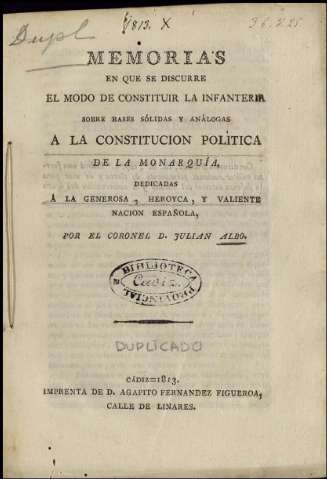 Dupl
1813. X
MEMORIAS
EN QUE SE DISCURRE
EL MODO DE CONSTITUIR LA INFANTERIA
SOBRE BASES SÓLIDAS Y ANÁLOGAS
A LA CONSTITUCION POLÍTICA
DE LA MONARQUÍA,
DEDICADAS
Á LA GENEROSA, HEROYCA, Y VALIENTE
NACION ESPAÑOLA,
POR EL CORONEL D. JULIAN ALBO.
BIBLIOTECA
Cadiz
PROVINCIAL
DUPLICADO
CÁDIZ=1813.
IMPRENTA DE D. AGAPITO FERNANDEZ FIGUEROA,
CALLE DE LINARES.